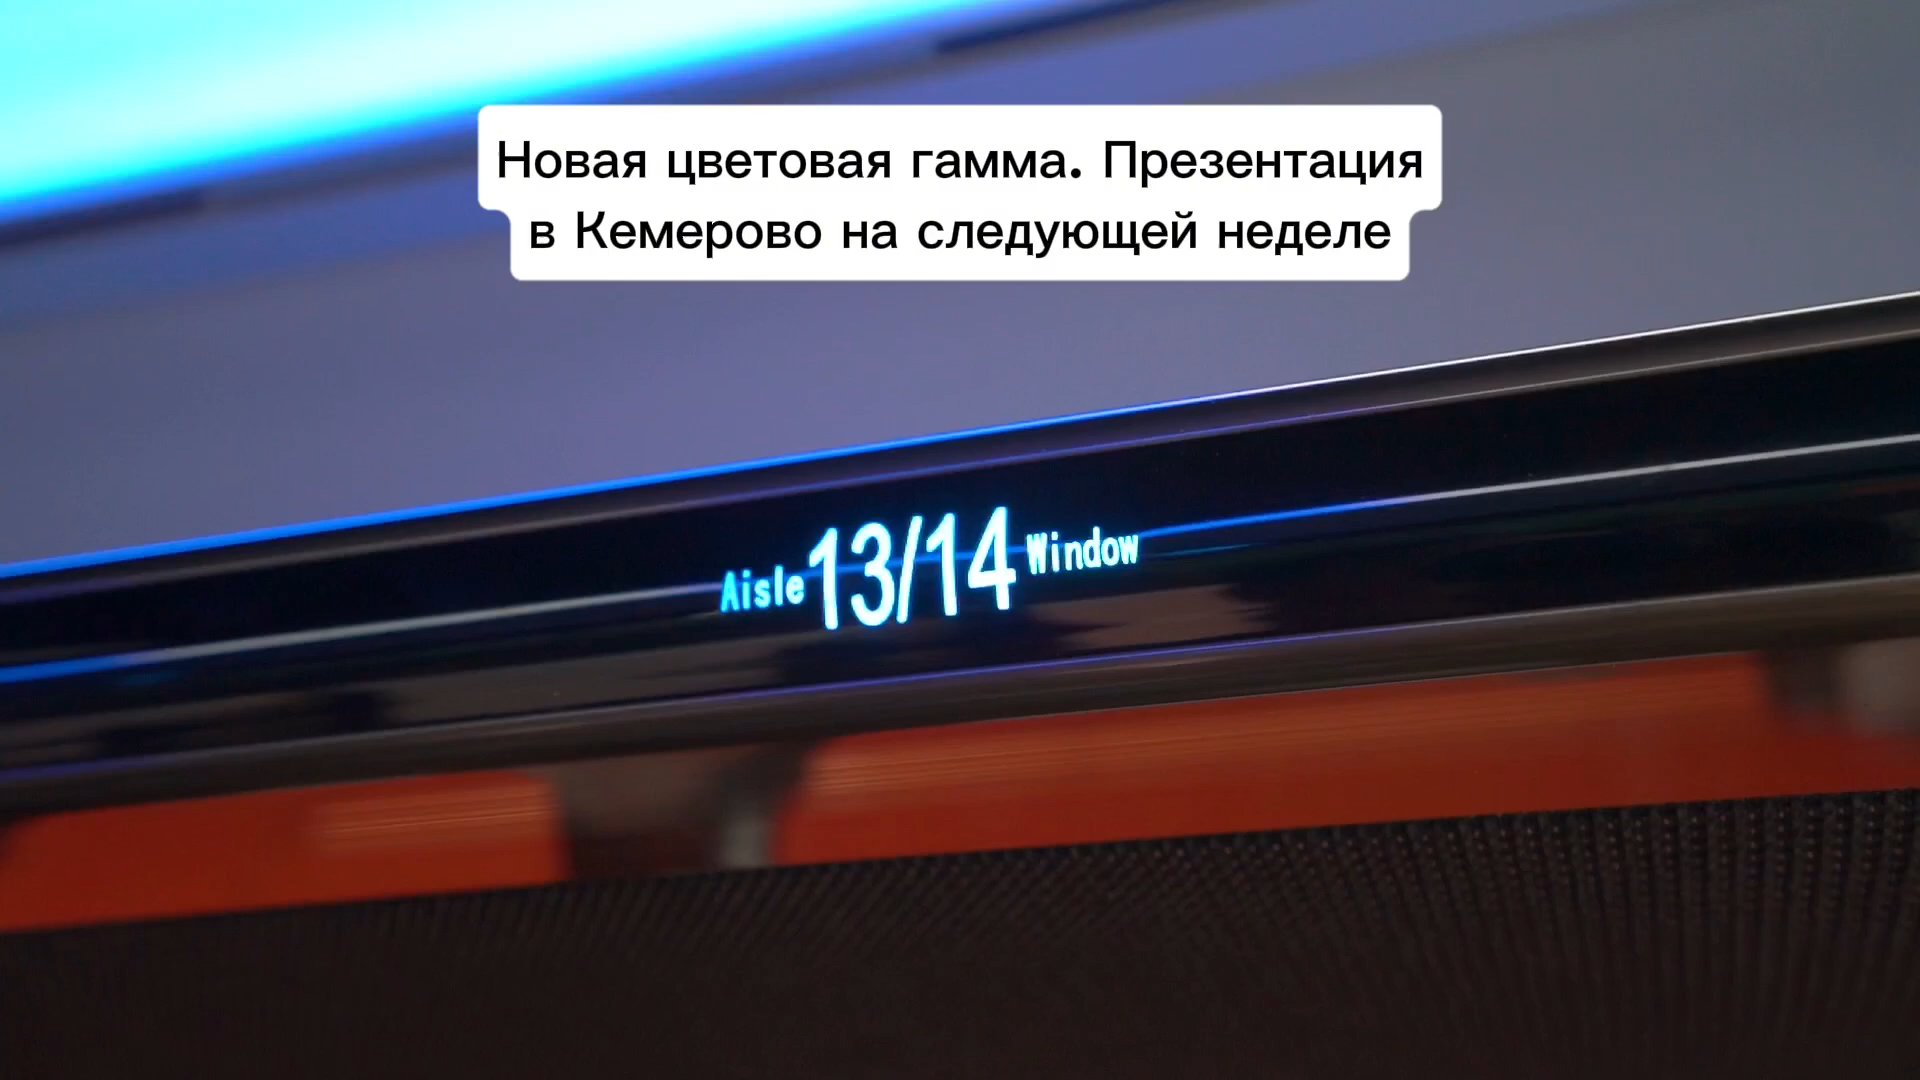 Новая цветовая гамма. Презентация
в Кемерово на следующей неделе
Aisle 13/14 Window